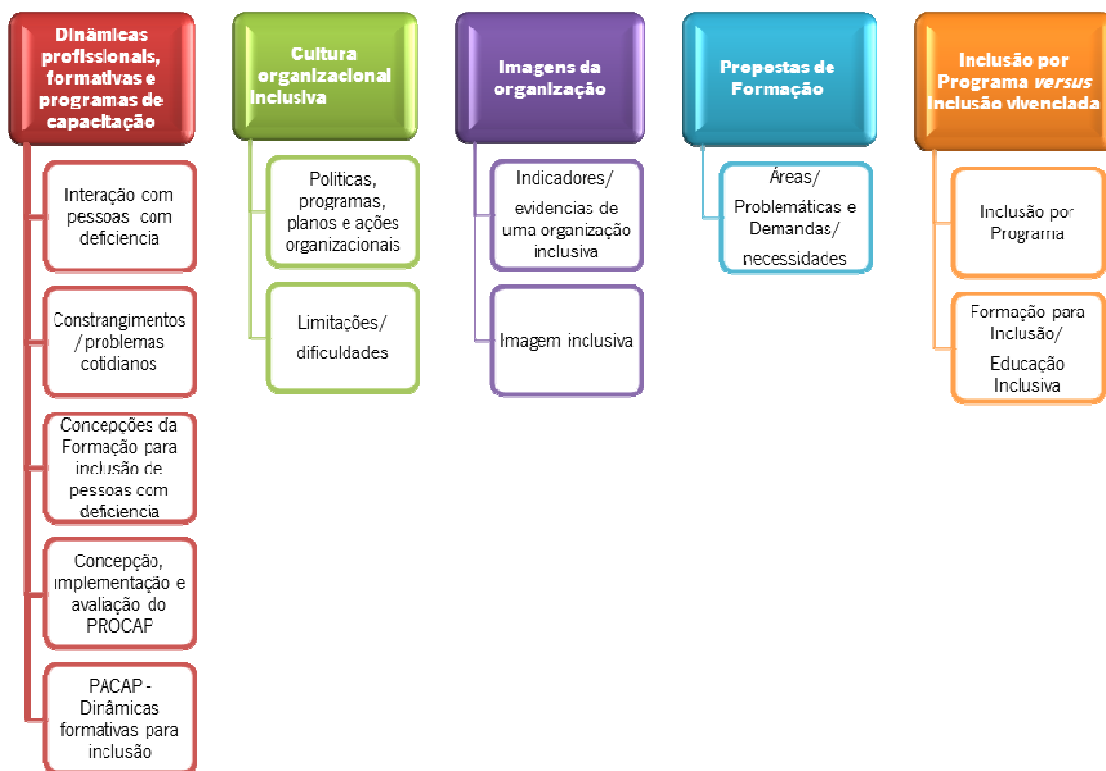 Dinâmicas
profissionais,
formativas e
programas de
capacitação
Interação com
pessoas com
deficiencia
Constrangimentos
/problemas
cotidianos
Concepções da
Formação para
inclusão de
pessoas com
deficiencia
Concepção,
implementação e
avaliação do
PROCAP
PACAP -
Dinâmicas
formativas para
inclusão
Cultura
organizacional
Inclusiva
Políticas,
programas,
planos e ações
organizacionais
Limitações/
dificuldades
Imagens da
organização
Indicadores/
evidencias de
uma organização
inclusiva
Imagem inclusiva
Propostas de
Formação
Áreas/
Problemáticas e
Demandas/
necessidades
Inclusão por
Programa versus
Inclusão vivenciada
Inclusão por
Programa
Formação para
Inclusão/
Educação
Inclusiva